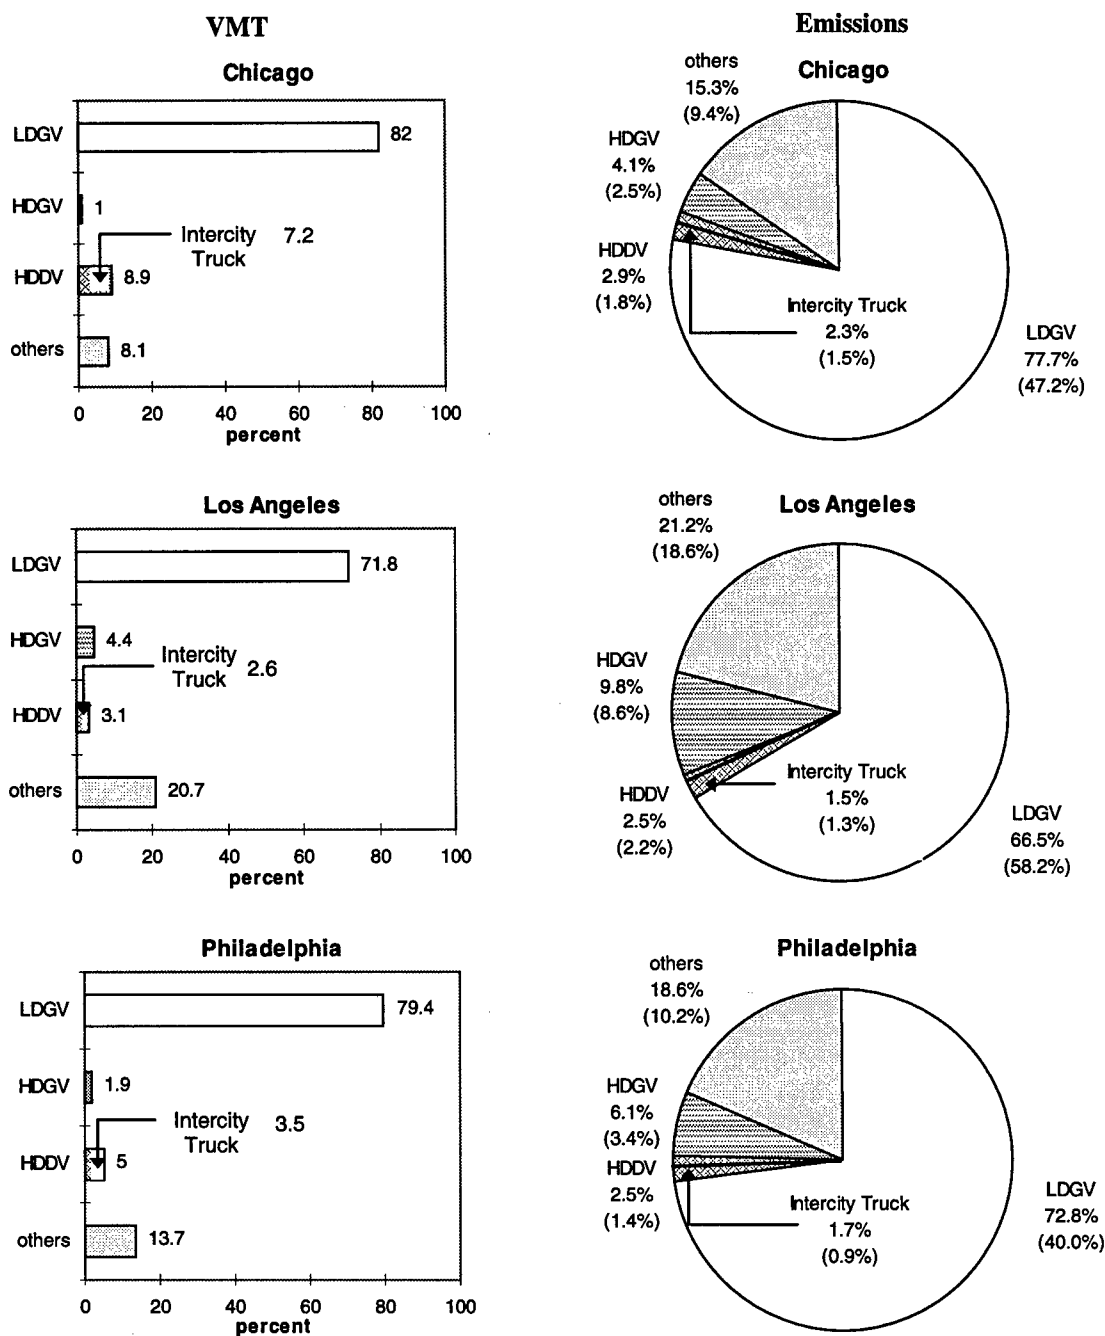 VMT
Chicago
LDGV
82
HDGV
1
Intercity 7.2
Truck
HDDV
8.9
others
8.1
0 20 40 60 80 100
percent
Emissions
Chicago
others
15.3%
(9.4%)
HDGV
4.1%
(2.5%)
HDDV
2.9%
(1.8%)
Intercity Truck
2.3%
(1.5%)
LDGV
77.7%
(47.2%)
Los Angeles
LDGV
71.8
HDGV
4.4
Intercity
Truck 2.6
HDDV
3.1
others
20.7
0 20 40 60 80 100
percent
Los Angeles
others
21.2%
(18.6%)
HDGV
9.8%
(8.6%)
HDDV
2.5%
(2.2%)
Intercity Truck
1.5%
(1.3%)
LDGV
66.5%
(58.2%)
Philadelphia
LDGV
79.4
HDGV
1.9
Intercity 3.5
Truck
HDDV
5
others
13.7
0 20 40 60 80 100
percent
Philadelphia
others
18.6%
(10.2%)
HDGV
6.1%
(3.4%)
HDDV
2.5%
(1.4%)
Intercity Truck
1.7%
(0.9%)
LDGV
72.8%
(40.0%)